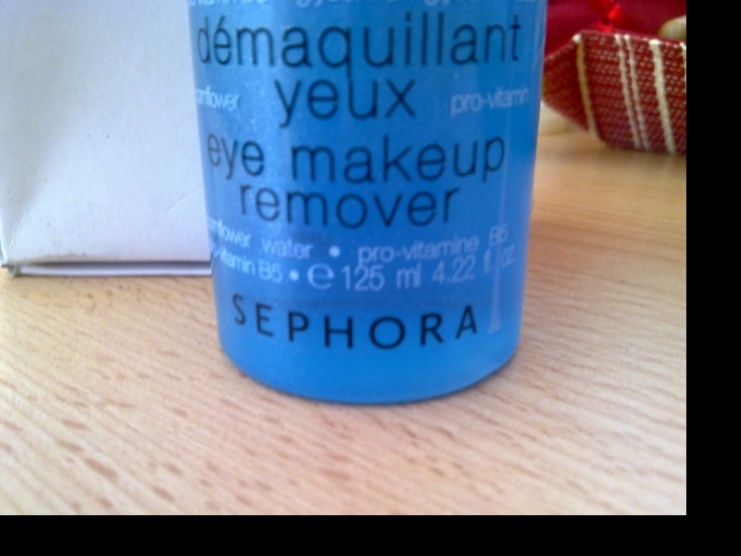 démaquillant
yeux
pro-vitamin
eye makeup
remover
water • pro-vitamine B5
B5 • ℮ 125 ml 4.22 fl oz
SEPHORA